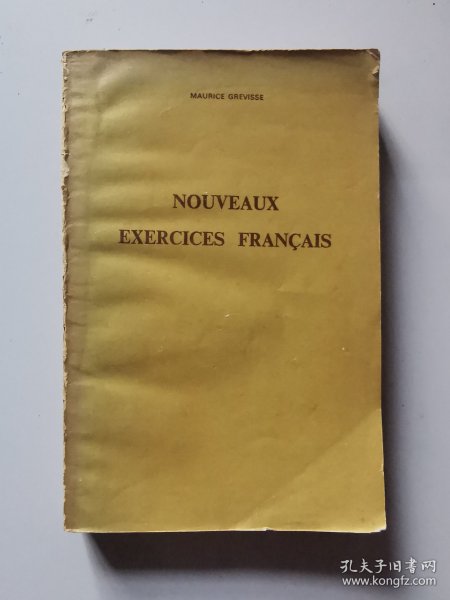 MAURICE GREVISSE
NOUVEAUX
EXERCICES FRANÇAIS
孔夫子旧书网
www.kongfz.com